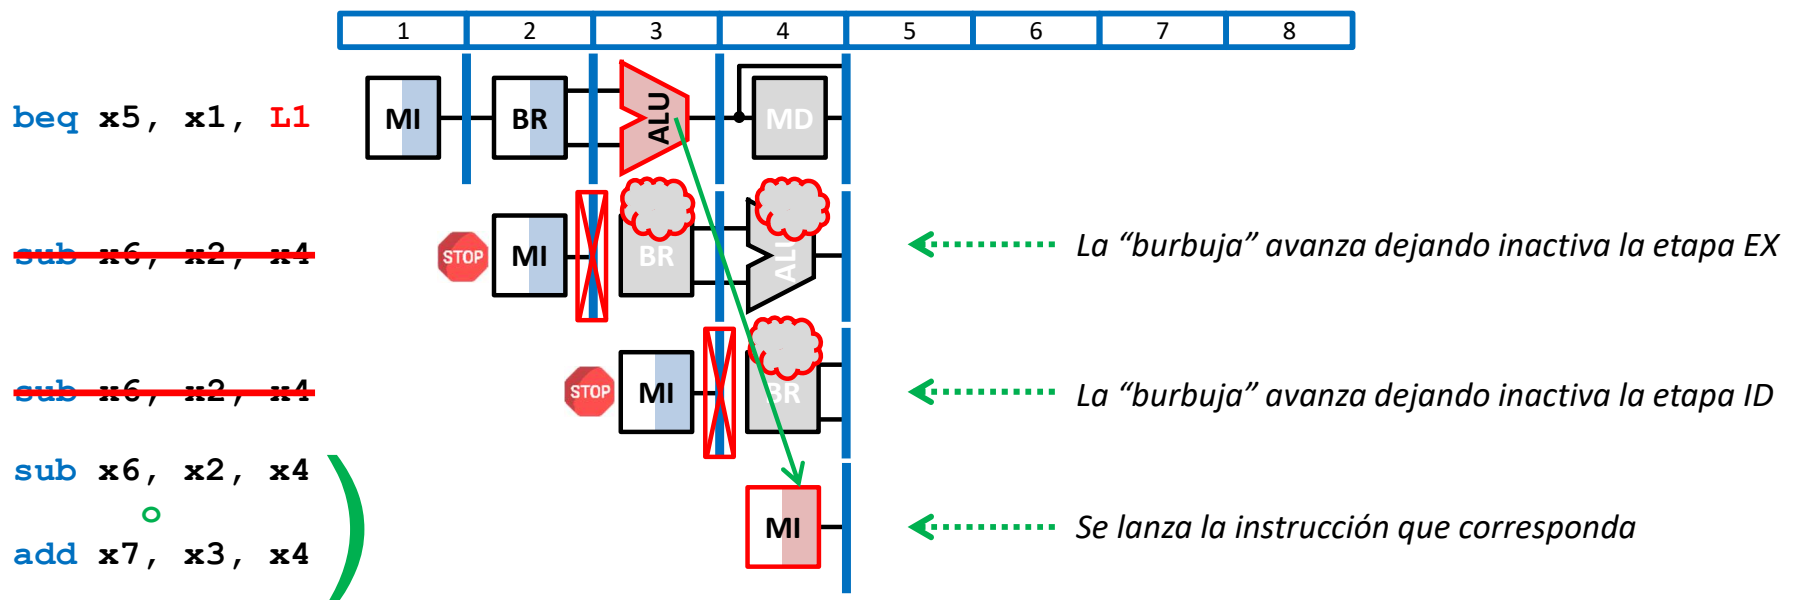 1 2 3 4 5 6 7 8
beq x5, x1, L1
MI BR ALU MD
sub x6, x2, x4
STOP MI BR ALU
La “burbuja” avanza dejando inactiva la etapa EX
sub x6, x2, x4
STOP MI BR
La “burbuja” avanza dejando inactiva la etapa ID
sub x6, x2, x4
o
add x7, x3, x4
MI
Se lanza la instrucción que corresponda